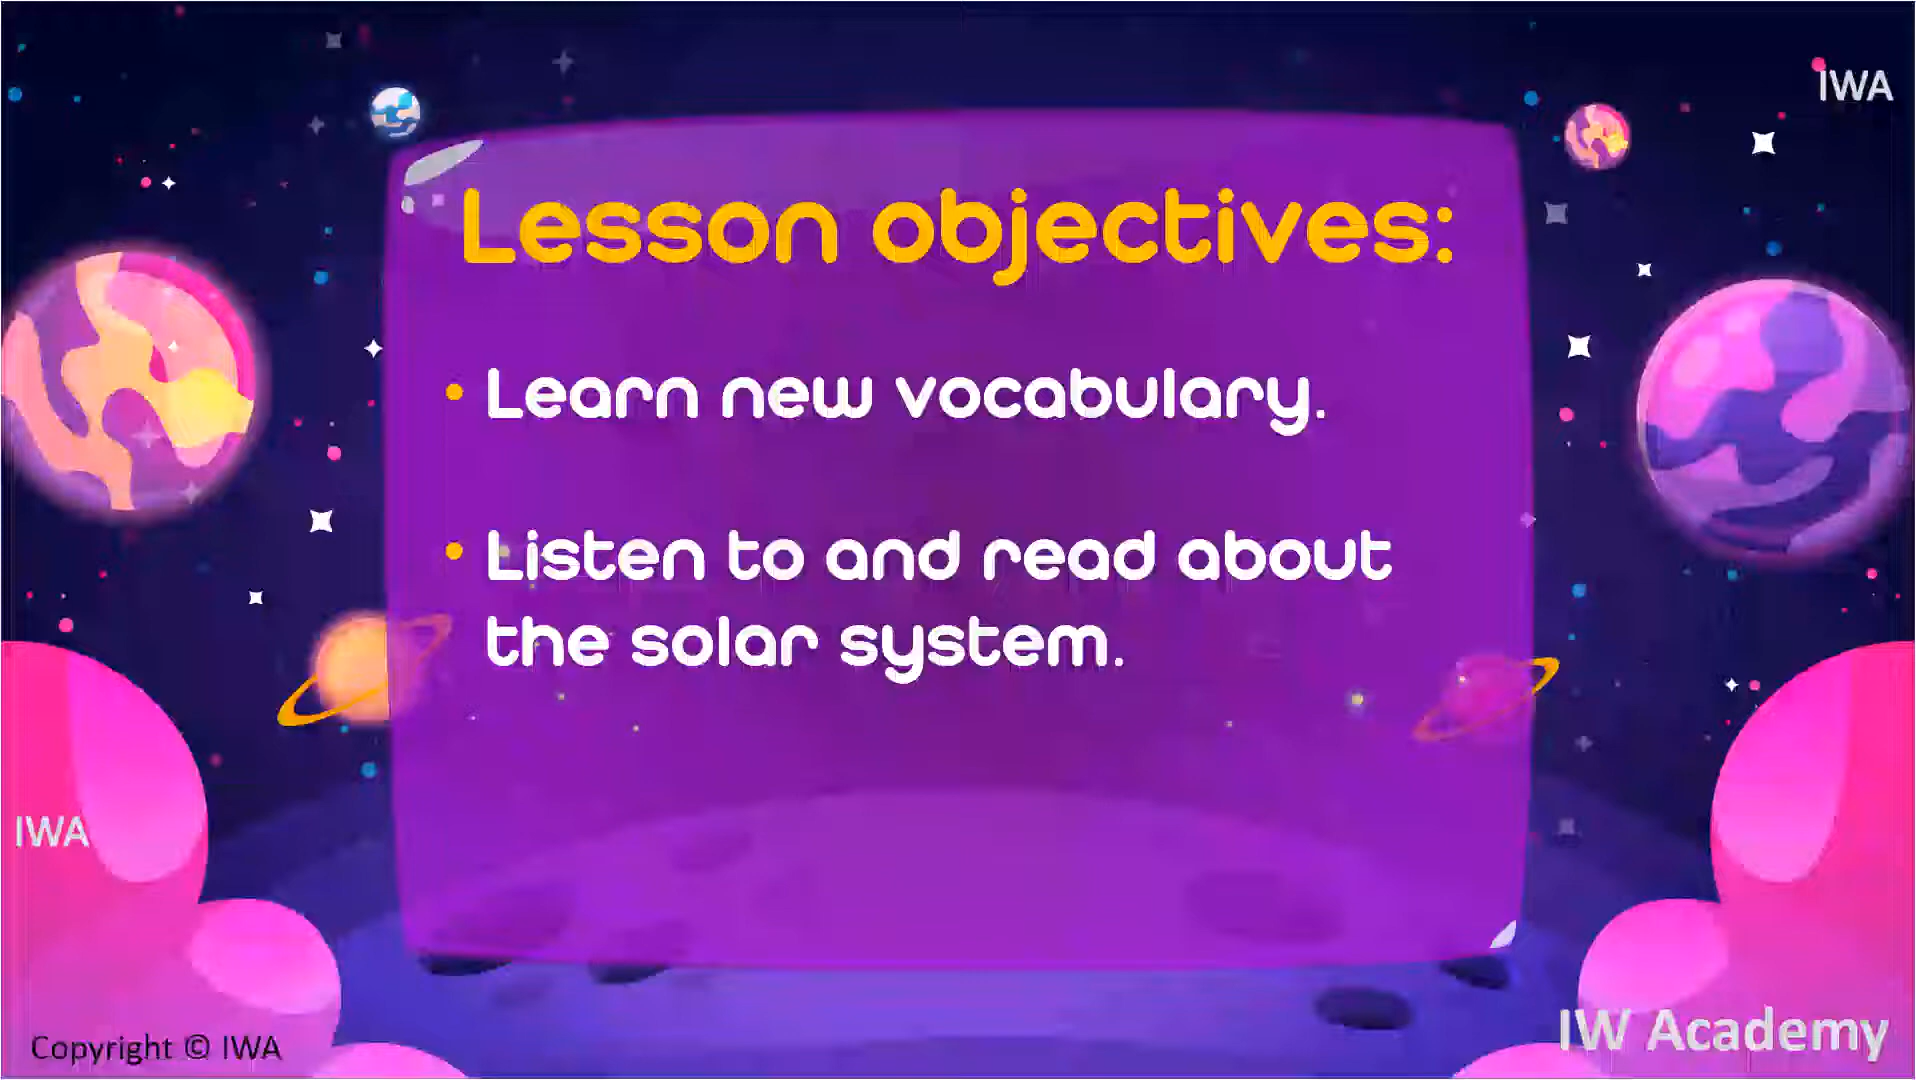 IWA
Lesson objectives:
• Learn new vocabulary.
• Listen to and read about
the solar system.
IWA
Copyright © IWA
IW Academy